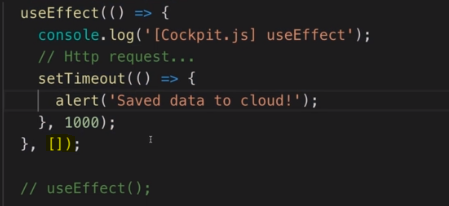 useEffect(() => {
console.log('[Cockpit.js] useEffect');
// Http request...
setTimeout(() => {
alert('Saved data to cloud!');
}, 1000);
}, []);
// useEffect();